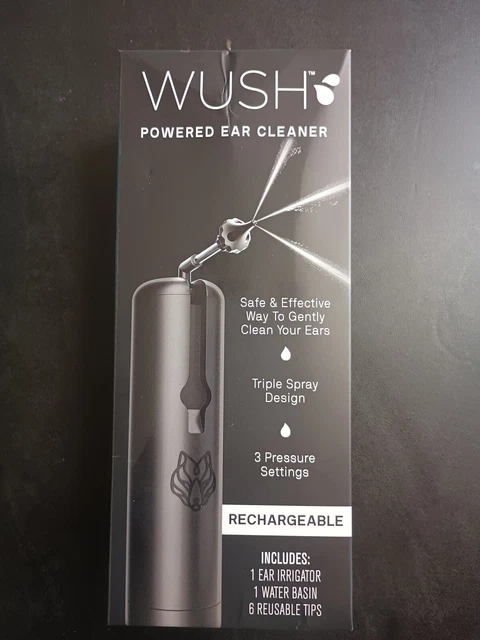 WUSH™
POWERED EAR CLEANER
Safe & Effective
Way To Gently
Clean Your Ears
Triple Spray
Design
3 Pressure
Settings
RECHARGEABLE
INCLUDES:
1 EAR IRRIGATOR
1 WATER BASIN
6 REUSABLE TIPS